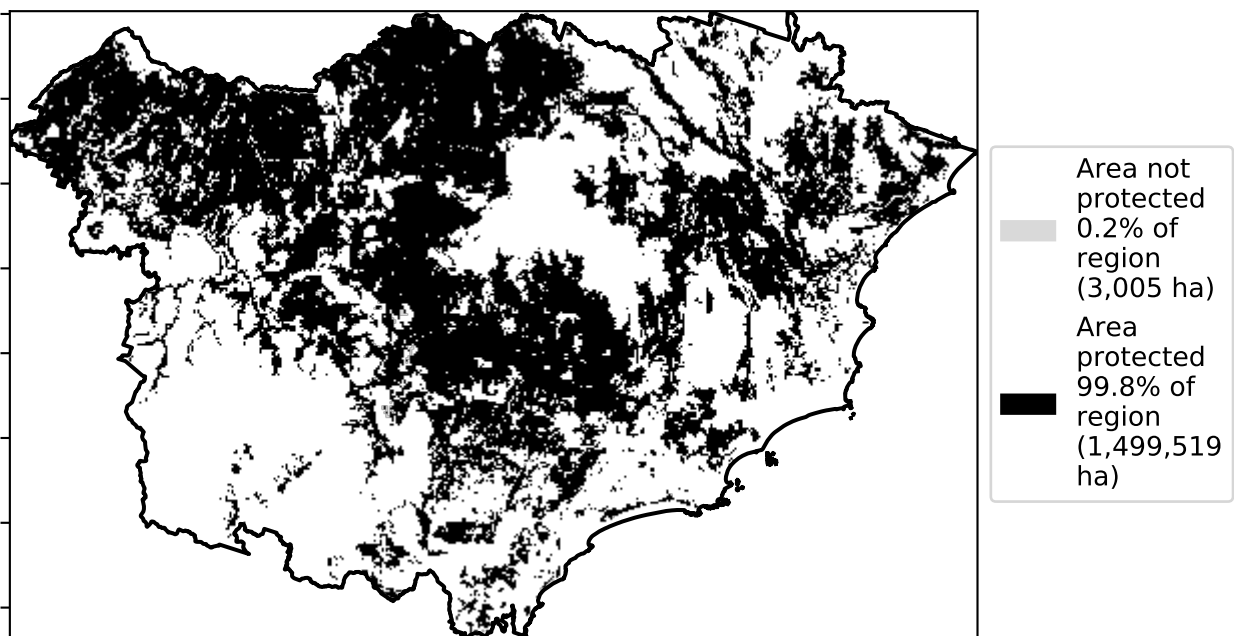 Area not
protected
0.2% of
region
(3,005 ha)
Area
protected
99.8% of
region
(1,499,519
ha)